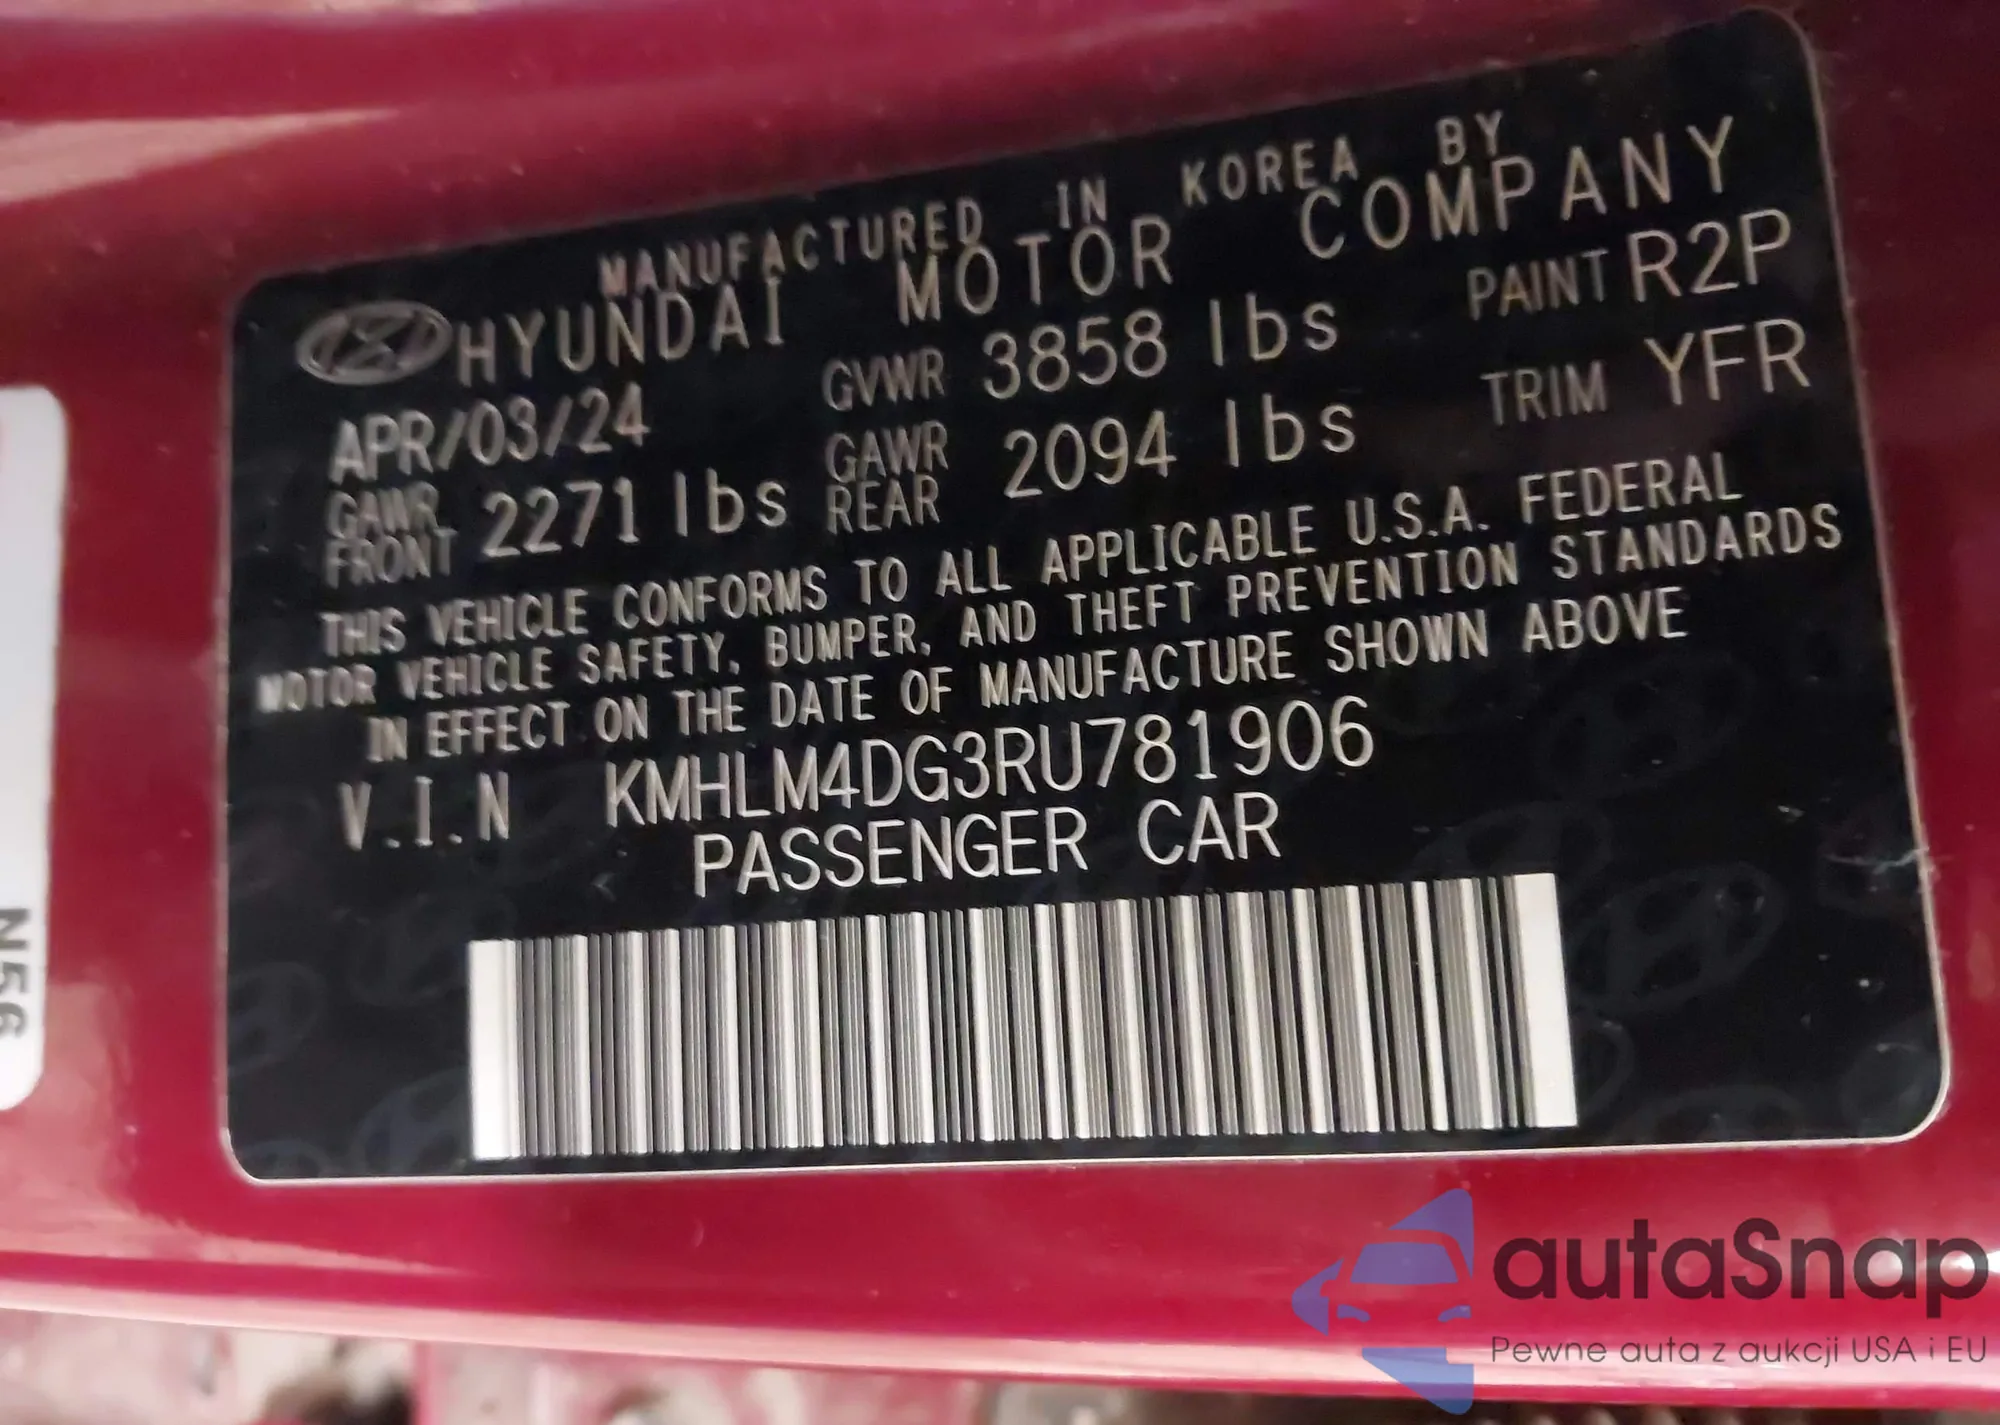 MANUFACTURED IN KOREA BY
HYUNDAI MOTOR COMPANY
APR/03/24 GVWR 3858 lbs PAINT R2P
GAWR FRONT 2271 lbs GAWR REAR 2094 lbs TRIM YFR
THIS VEHICLE CONFORMS TO ALL APPLICABLE U.S.A. FEDERAL
MOTOR VEHICLE SAFETY, BUMPER, AND THEFT PREVENTION STANDARDS
IN EFFECT ON THE DATE OF MANUFACTURE SHOWN ABOVE
V.I.N KMHLM4DG3RU781906
PASSENGER CAR
N56
autaSnap
Pewne auta z aukcji USA i EU